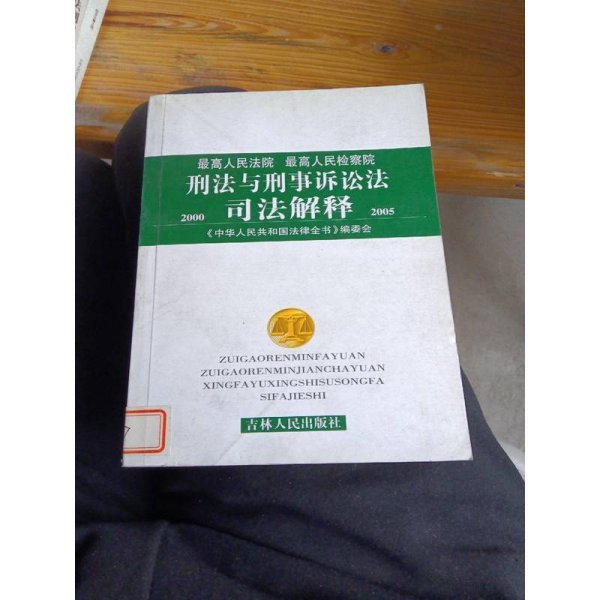 最高人民法院 最高人民检察院
刑法与刑事诉讼法
2000 司法解释 2005
《中华人民共和国法律全书》编委会
ZUIGAORENMINFAYUAN
ZUIGAORENMINJIANCHAYUAN
XINGFAYUXINGSHISUSONGFA
SIFAJIESHI
吉林人民出版社